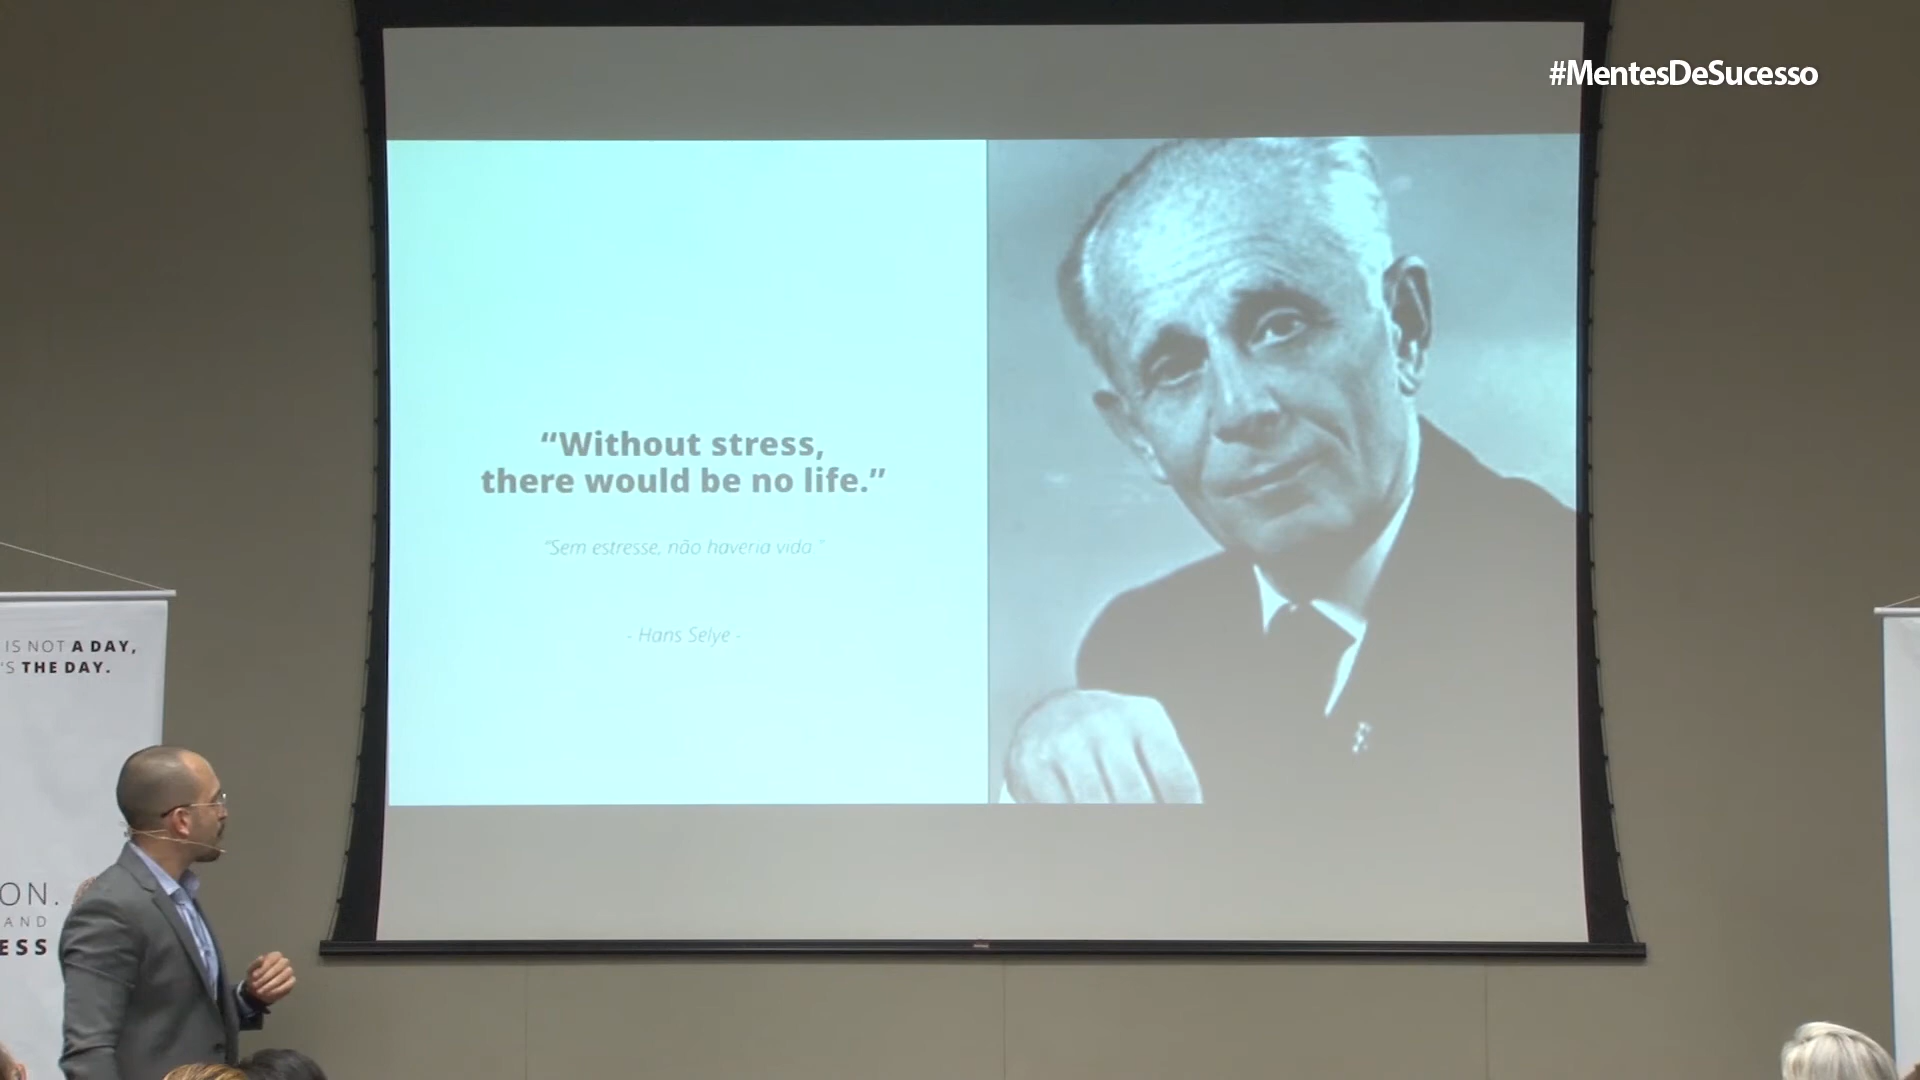 #MentesDeSucesso
“Without stress,
there would be no life.”
“Sem estresse, não haveria vida.”
- Hans Selye -
IS NOT A DAY,
'S THE DAY.
ON.
AND
ESS